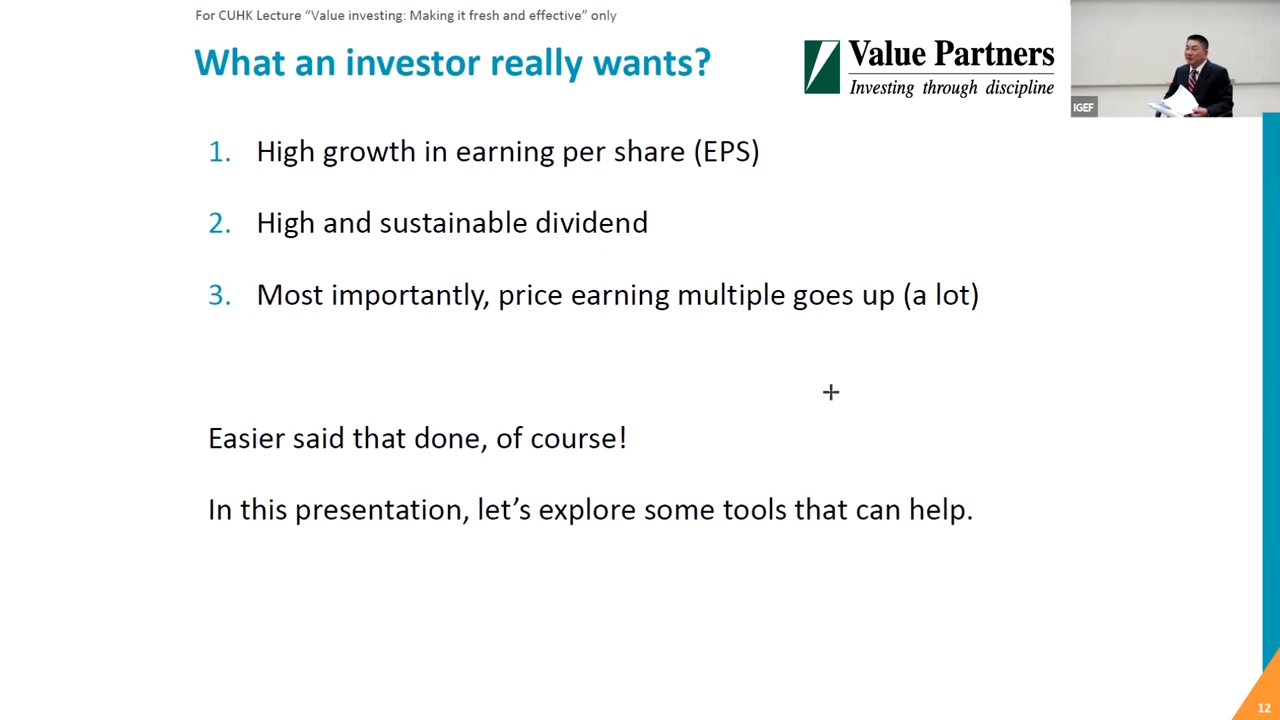 For CUHK Lecture “Value investing: Making it fresh and effective” only
What an investor really wants?
Value Partners
Investing through discipline
IGEF
1. High growth in earning per share (EPS)
2. High and sustainable dividend
3. Most importantly, price earning multiple goes up (a lot)
Easier said that done, of course!
In this presentation, let’s explore some tools that can help.
12